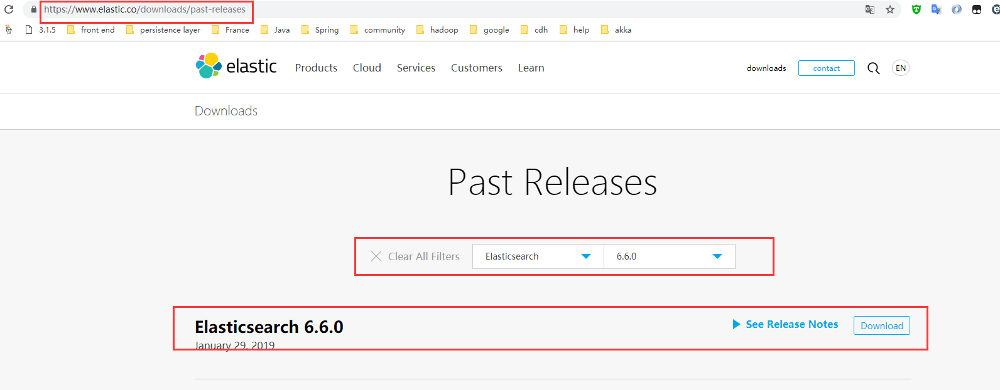 https://www.elastic.co/downloads/past-releases
3.1.5 front end persistence layer France Java Spring community hadoop google cdh help akka
elastic Products Cloud Services Customers Learn downloads contact EN
Downloads
Past Releases
Clear All Filters Elasticsearch 6.6.0
Elasticsearch 6.6.0 See Release Notes Download
January 29, 2019